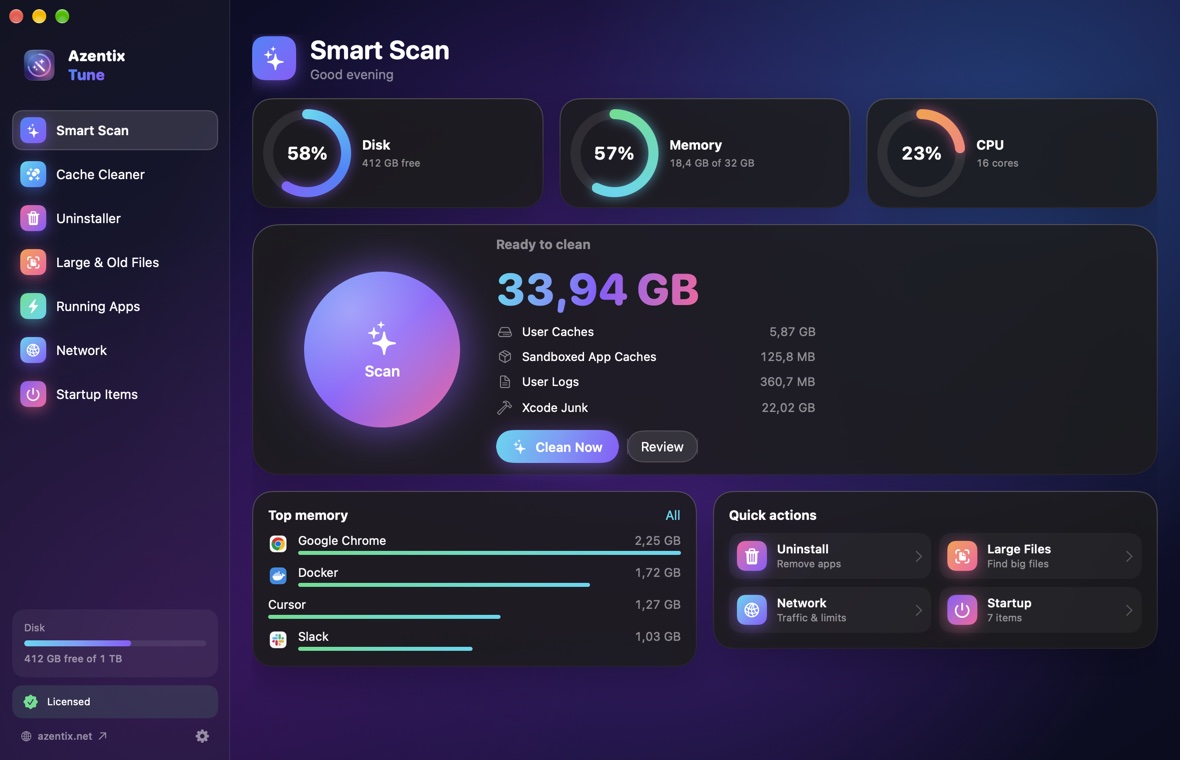 Azentix
Tune
Smart Scan
Cache Cleaner
Uninstaller
Large & Old Files
Running Apps
Network
Startup Items
Disk
412 GB free of 1 TB
Licensed
azentix.net
Smart Scan
Good evening
58%
Disk
412 GB free
57%
Memory
18,4 GB of 32 GB
23%
CPU
16 cores
Scan
Ready to clean
33,94 GB
User Caches 5,87 GB
Sandboxed App Caches 125,8 MB
User Logs 360,7 MB
Xcode Junk 22,02 GB
Clean Now Review
Top memory All
Google Chrome 2,25 GB
Docker 1,72 GB
Cursor 1,27 GB
Slack 1,03 GB
Quick actions
Uninstall
Remove apps
Large Files
Find big files
Network
Traffic & limits
Startup
7 items